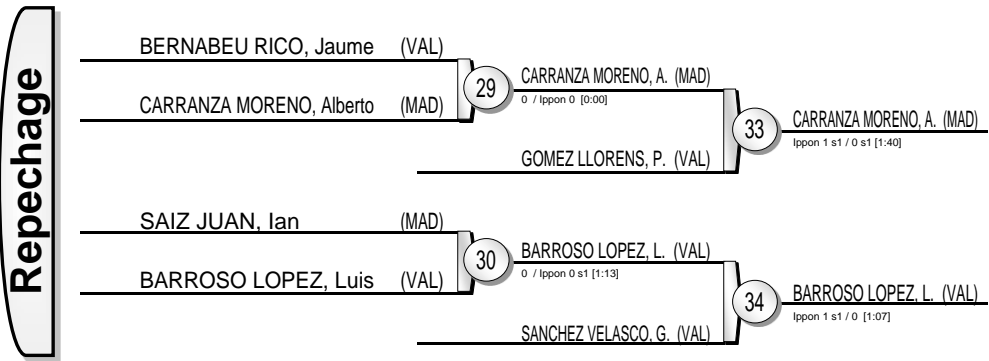 Repechage
BERNABEU RICO, Jaume (VAL)
CARRANZA MORENO, Alberto (MAD)
29
CARRANZA MORENO, A. (MAD)
0 / Ippon 0 [0:00]
GOMEZ LLORENS, P. (VAL)
33
CARRANZA MORENO, A. (MAD)
Ippon 1 s1 / 0 s1 [1:40]
SAIZ JUAN, Ian (MAD)
BARROSO LOPEZ, Luis (VAL)
30
BARROSO LOPEZ, L. (VAL)
0 / Ippon 0 s1 [1:13]
SANCHEZ VELASCO, G. (VAL)
34
BARROSO LOPEZ, L. (VAL)
Ippon 1 s1 / 0 [1:07]